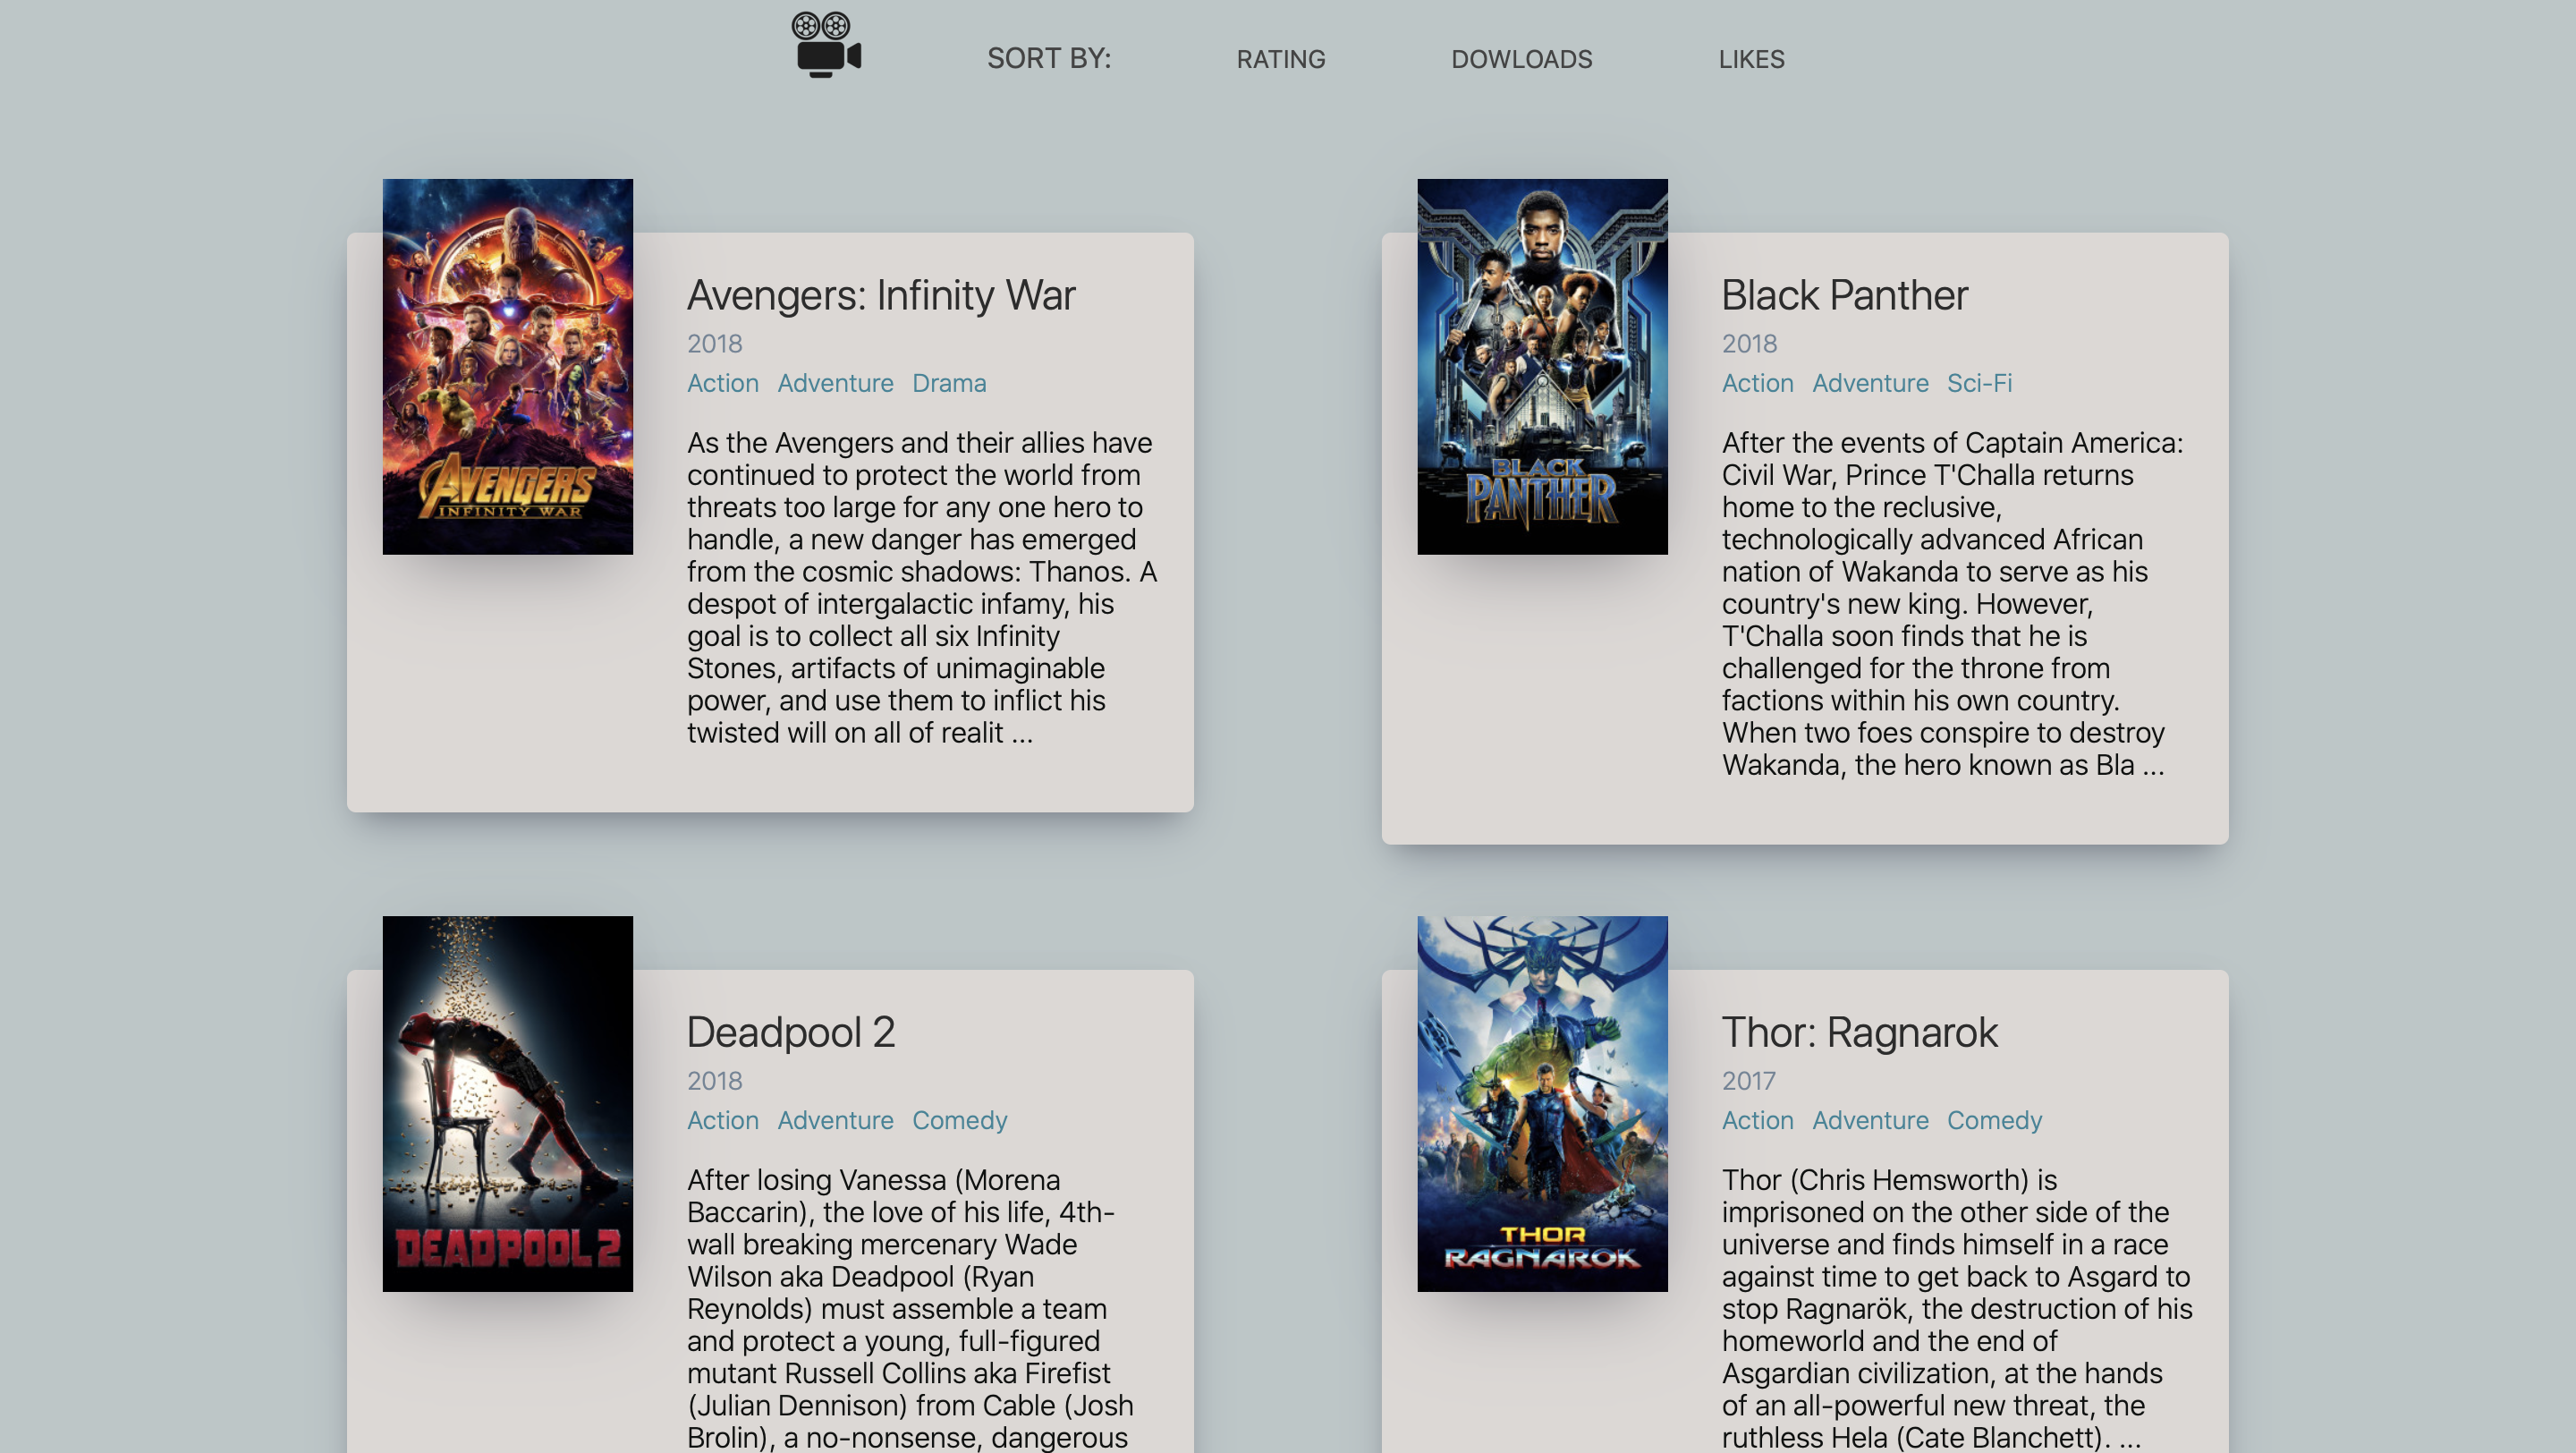 SORT BY:
RATING
DOWLOADS
LIKES
AVENGERS
INFINITY WAR
Avengers: Infinity War
2018
Action Adventure Drama
As the Avengers and their allies have
continued to protect the world from
threats too large for any one hero to
handle, a new danger has emerged
from the cosmic shadows: Thanos. A
despot of intergalactic infamy, his
goal is to collect all six Infinity
Stones, artifacts of unimaginable
power, and use them to inflict his
twisted will on all of realit ...
BLACK
PANTHER
Black Panther
2018
Action Adventure Sci-Fi
After the events of Captain America:
Civil War, Prince T'Challa returns
home to the reclusive,
technologically advanced African
nation of Wakanda to serve as his
country's new king. However,
T'Challa soon finds that he is
challenged for the throne from
factions within his own country.
When two foes conspire to destroy
Wakanda, the hero known as Bla ...
DEADPOOL 2
Deadpool 2
2018
Action Adventure Comedy
After losing Vanessa (Morena
Baccarin), the love of his life, 4th-
wall breaking mercenary Wade
Wilson aka Deadpool (Ryan
Reynolds) must assemble a team
and protect a young, full-figured
mutant Russell Collins aka Firefist
(Julian Dennison) from Cable (Josh
Brolin), a no-nonsense, dangerous
THOR
RAGNAROK
Thor: Ragnarok
2017
Action Adventure Comedy
Thor (Chris Hemsworth) is
imprisoned on the other side of the
universe and finds himself in a race
against time to get back to Asgard to
stop Ragnarök, the destruction of his
homeworld and the end of
Asgardian civilization, at the hands
of an all-powerful new threat, the
ruthless Hela (Cate Blanchett). ...